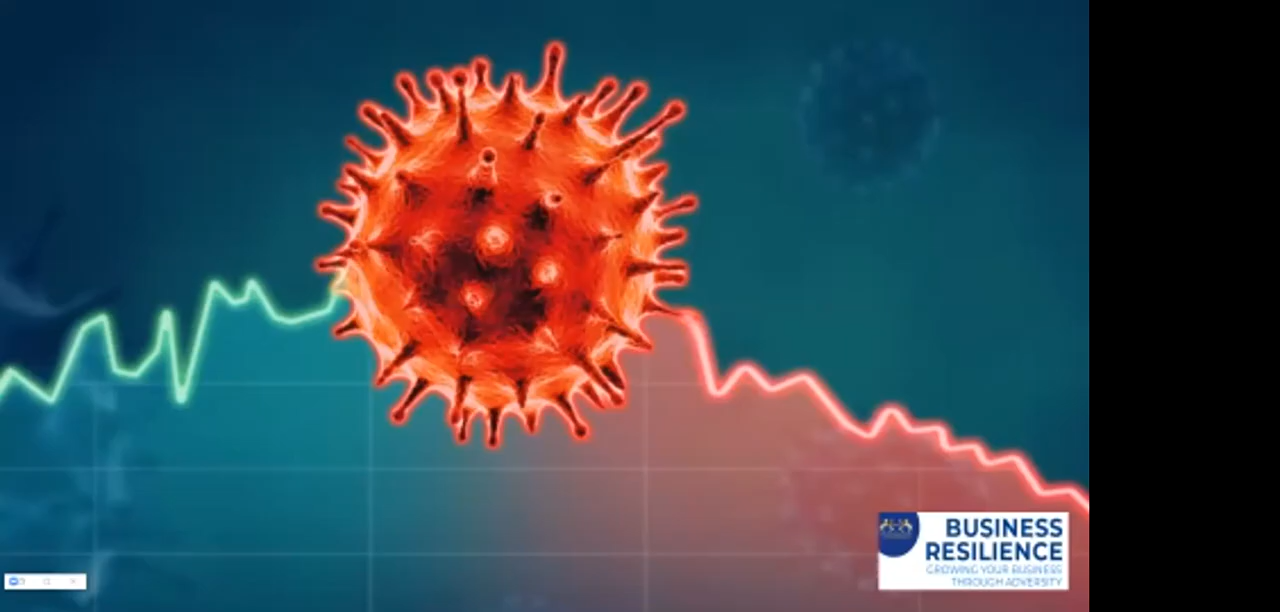 BUSINESS
RESILIENCE
GROWING YOUR BUSINESS
THROUGH ADVERSITY